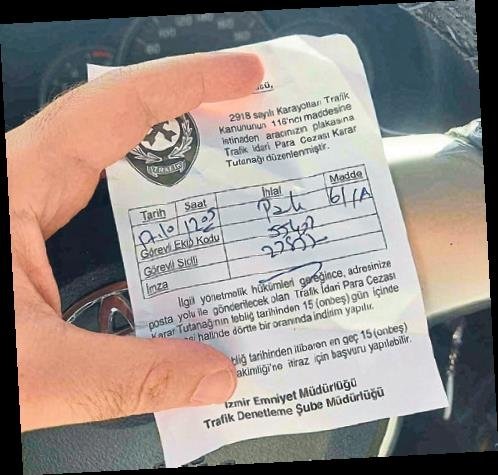 2918 sayılı Karayolları Trafik
Kanununun 116'ncı maddesine
istinaden aracınızın plakasına
Trafik İdari Para Cezası Karar
Tutanağı düzenlenmiştir.
İZMİR
Tarih Saat İhlal Madde
Park 61/A
Görevli Ekip Kodu
Görevli Sicili
İmza
İlgili yönetmelik hükümleri gereğince, adresinize
posta yolu ile gönderilecek olan Trafik İdari Para Cezası
Karar Tutanağının tebliğ tarihinden 15 (onbeş) gün içinde
halinde dörtte bir oranında indirim yapılır.
tarihinden itibaren en geç 15 (onbeş)
itiraz için başvuru yapılabilir.
İzmir Emniyet Müdürlüğü
Trafik Denetleme Şube Müdürlüğü